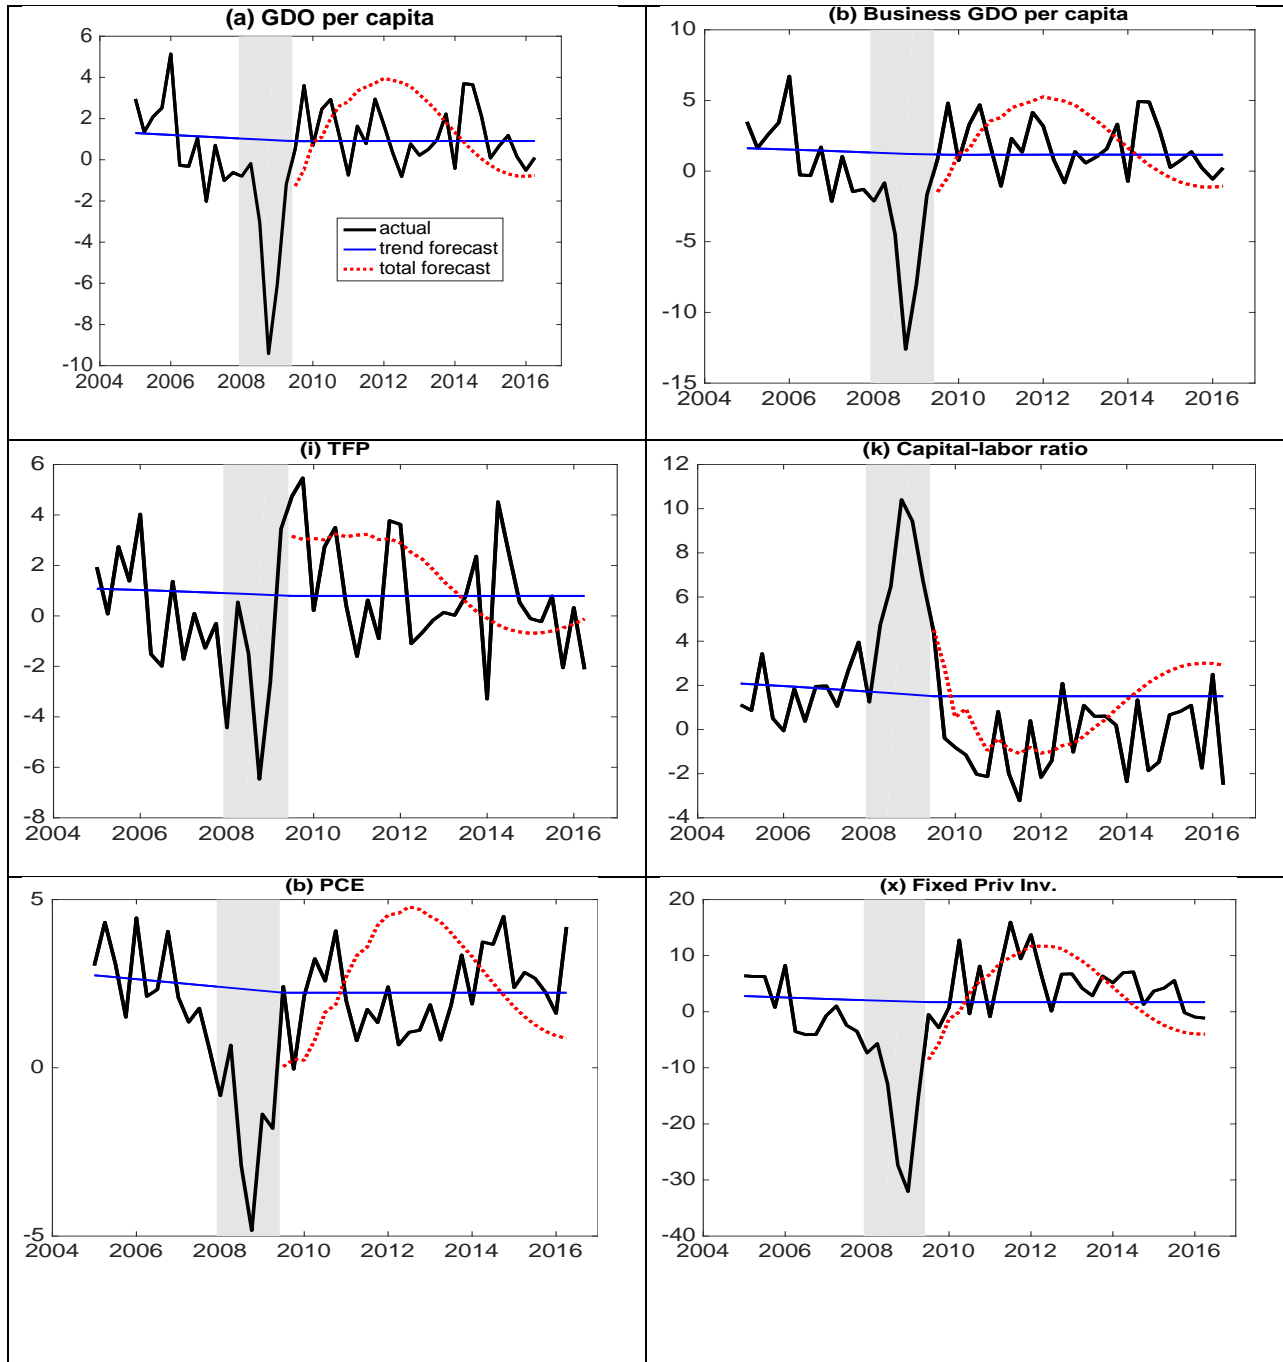 (a) GDO per capita
6
4
2
0
-2
-4
-6
-8
-10
2004 2006 2008 2010 2012 2014 2016
actual
trend forecast
total forecast
(b) Business GDO per capita
10
5
0
-5
-10
-15
2004 2006 2008 2010 2012 2014 2016
(i) TFP
6
4
2
0
-2
-4
-6
-8
2004 2006 2008 2010 2012 2014 2016
(k) Capital-labor ratio
12
10
8
6
4
2
0
-2
-4
2004 2006 2008 2010 2012 2014 2016
(b) PCE
5
0
-5
2004 2006 2008 2010 2012 2014 2016
(x) Fixed Priv Inv.
20
10
0
-10
-20
-30
-40
2004 2006 2008 2010 2012 2014 2016